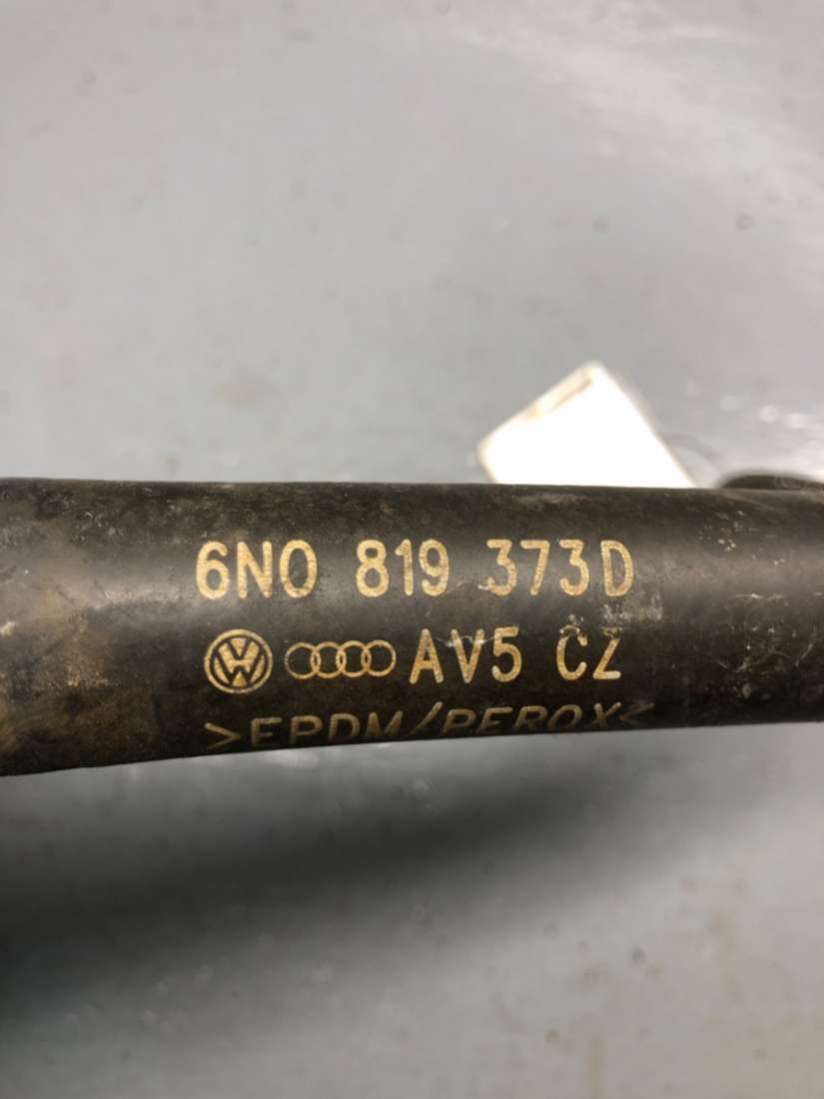 6N0 819 373D
AV5 CZ
>EPDM/PEROX<